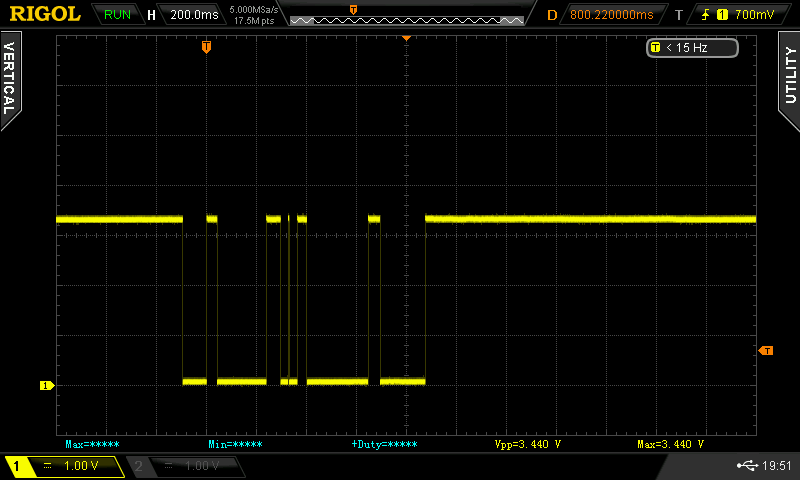 RIGOL RUN H 200.0ms 5.000MSa/s 17.5M pts T D 800.220000ms T 1 700mV
VERTICAL
T
T < 15 Hz
UTILITY
T
1
Max=***** Min=***** +Duty=***** Vpp=3.440 V Max=3.440 V
1 1.00 V 2 1.00 V 19:51